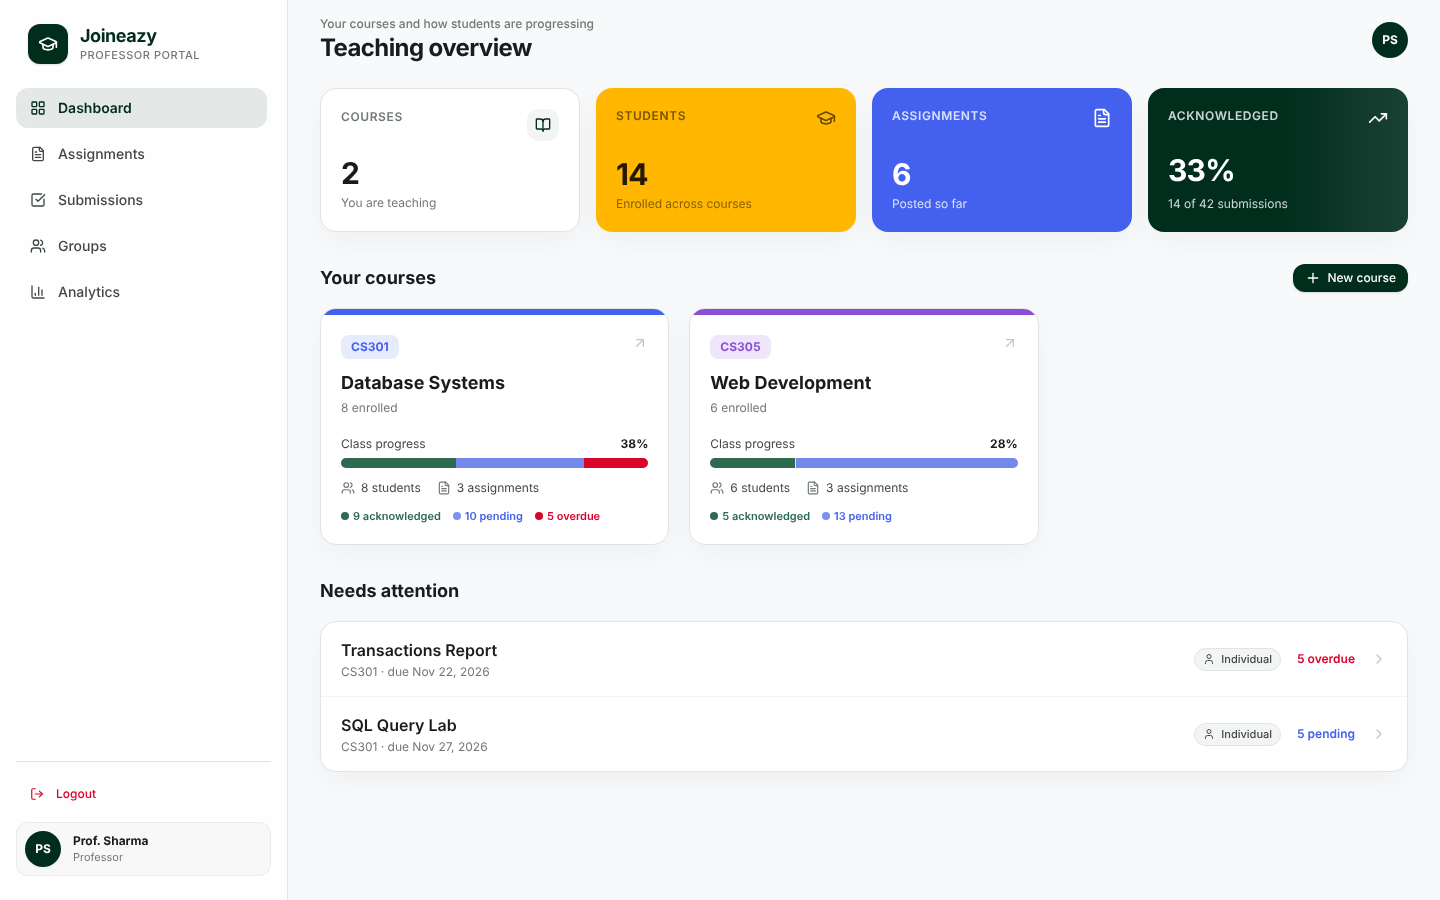 Joineazy
PROFESSOR PORTAL
Dashboard
Assignments
Submissions
Groups
Analytics
Logout
PS
Prof. Sharma
Professor
Your courses and how students are progressing
Teaching overview
PS
COURSES
2
You are teaching
STUDENTS
14
Enrolled across courses
ASSIGNMENTS
6
Posted so far
ACKNOWLEDGED
33%
14 of 42 submissions
Your courses
New course
CS301
Database Systems
8 enrolled
Class progress 38%
8 students 3 assignments
9 acknowledged 10 pending 5 overdue
CS305
Web Development
6 enrolled
Class progress 28%
6 students 3 assignments
5 acknowledged 13 pending
Needs attention
Transactions Report
CS301 · due Nov 22, 2026
Individual 5 overdue
SQL Query Lab
CS301 · due Nov 27, 2026
Individual 5 pending